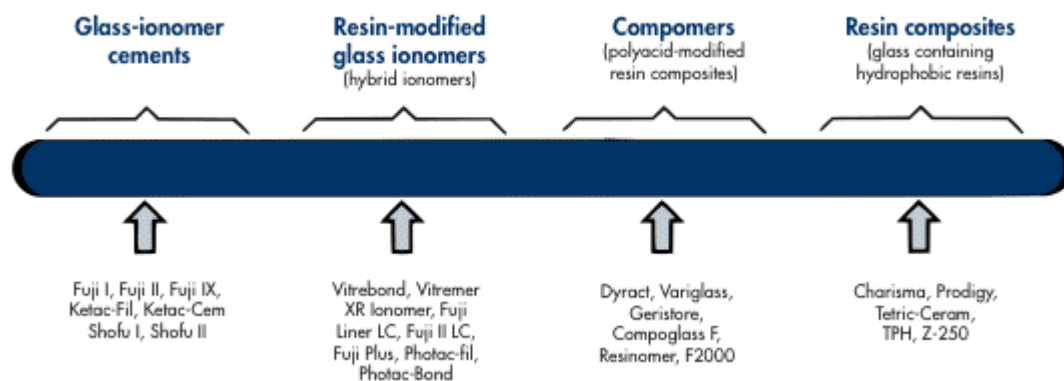 Glass-ionomer
cements
Resin-modified
glass ionomers
(hybrid ionomers)
Compomers
(polyacid-modified
resin composites)
Resin composites
(glass containing
hydrophobic resins)
Fuji I, Fuji II, Fuji IX,
Ketac-Fil, Ketac-Cem
Shofu I, Shofu II
Vitrebond, Vitremer
XR Ionomer, Fuji
Liner LC, Fuji II LC,
Fuji Plus, Photac-fil,
Photac-Bond
Dyract, Variglass,
Geristore,
Compoglass F,
Resinomer, F2000
Charisma, Prodigy,
Tetric-Ceram,
TPH, Z-250